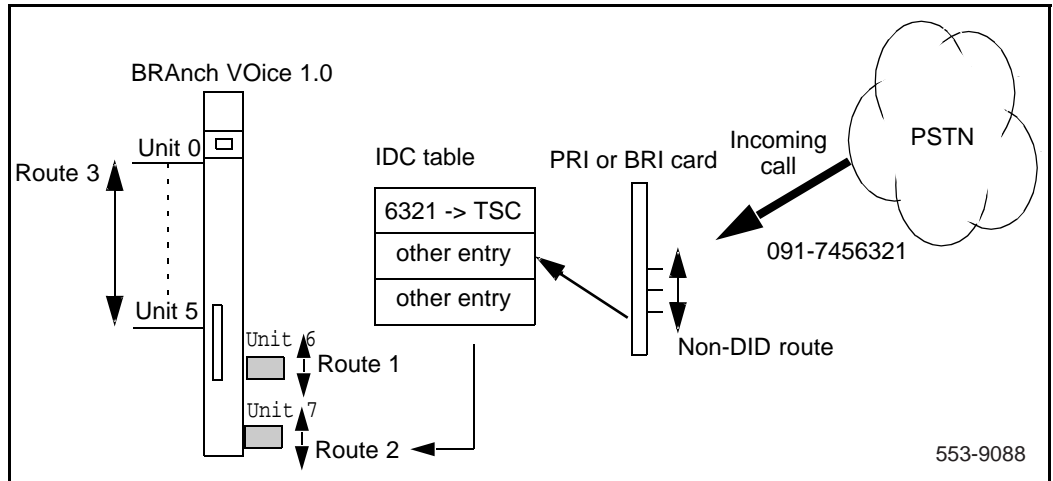 BRAnch VOice 1.0
Unit 0
Route 3
Unit 5
Unit 6
Route 1
Unit 7
Route 2
IDC table
6321 -> TSC
other entry
other entry
PRI or BRI card
Incoming
call
PSTN
091-7456321
Non-DID route
553-9088